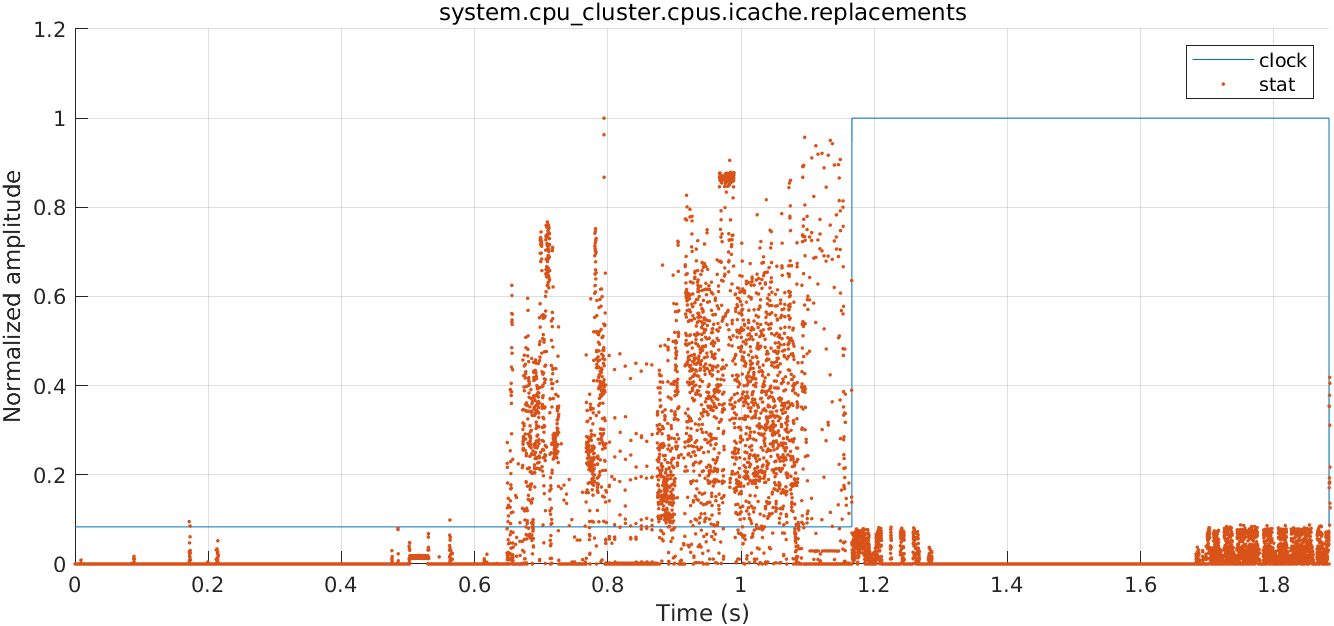 system.cpu_cluster.cpus.icache.replacements
1.2
1
0.8
0.6
0.4
0.2
0
Normalized amplitude
clock
stat
0 0.2 0.4 0.6 0.8 1 1.2 1.4 1.6 1.8
Time (s)